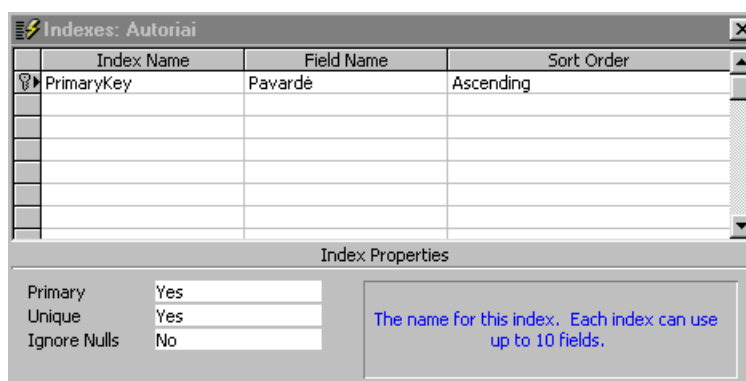 Indexes: Autoriai
Index Name Field Name Sort Order
PrimaryKey Pavardė Ascending
Index Properties
Primary Yes
Unique Yes
Ignore Nulls No
The name for this index. Each index can use
up to 10 fields.